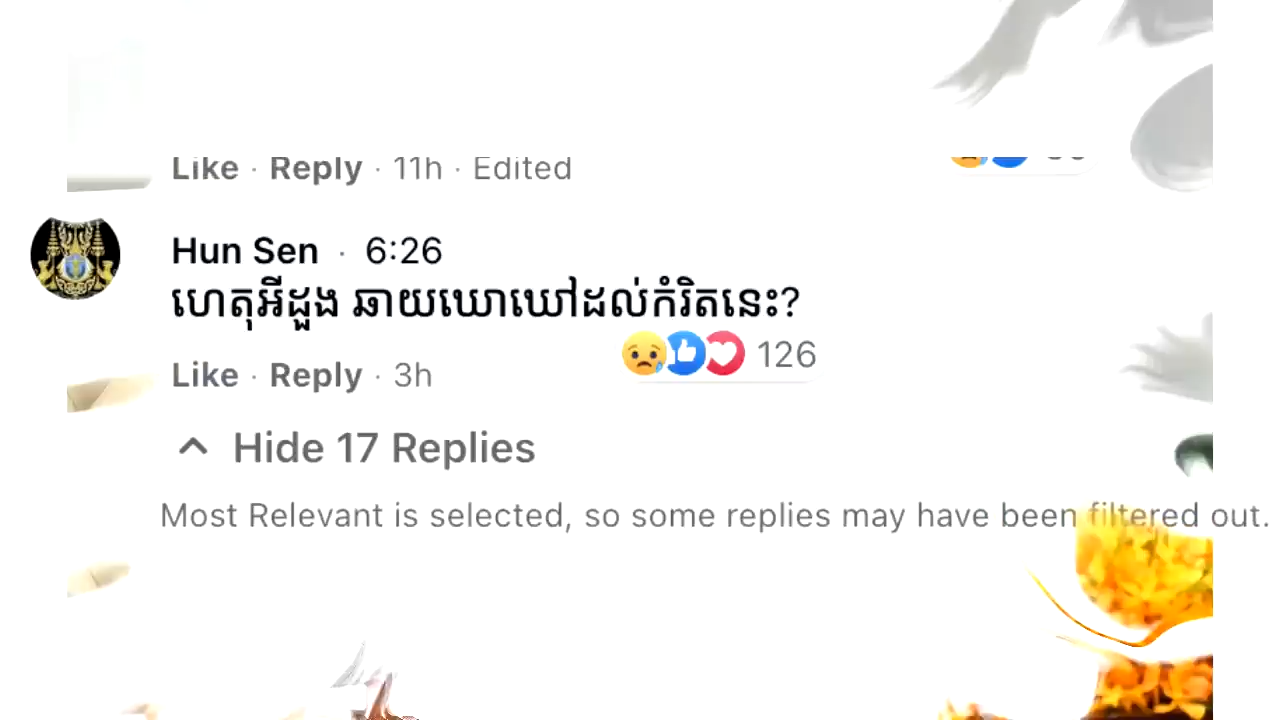 Like · Reply · 11h · Edited
Hun Sen · 6:26
ហេតុអីដួង ឆាយឃោឃៅដល់កំរិតនេះ?
126
Like · Reply · 3h
Hide 17 Replies
Most Relevant is selected, so some replies may have been filtered out.